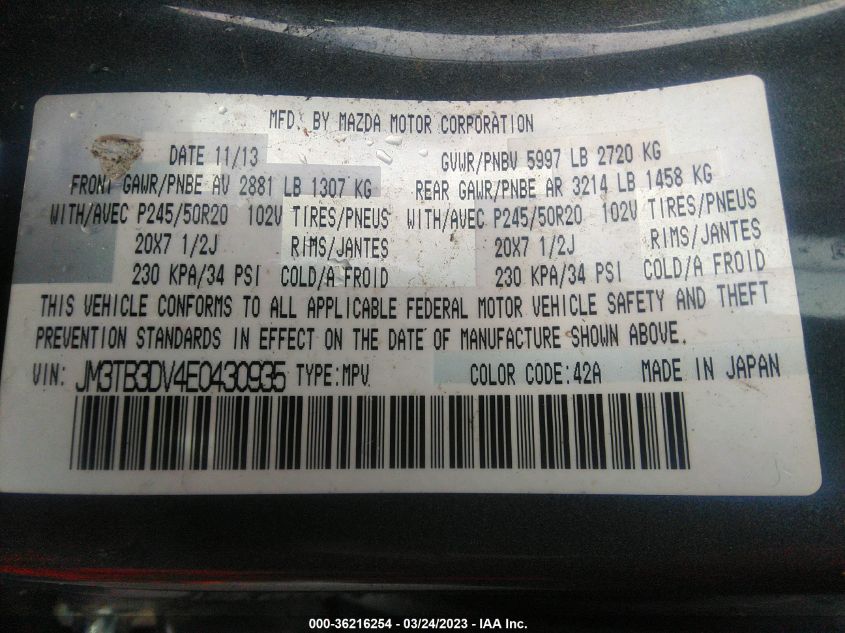 MFD. BY MAZDA MOTOR CORPORATION
DATE 11/13 GVWR/PNBV 5997 LB 2720 KG
FRONT GAWR/PNBE AV 2881 LB 1307 KG REAR GAWR/PNBE AR 3214 LB 1458 KG
WITH/AVEC P245/50R20 102V TIRES/PNEUS WITH/AVEC P245/50R20 102V TIRES/PNEUS
20X7 1/2J RIMS/JANTES 20X7 1/2J RIMS/JANTES
230 KPA/34 PSI COLD/A FROID 230 KPA/34 PSI COLD/A FROID
THIS VEHICLE CONFORMS TO ALL APPLICABLE FEDERAL MOTOR VEHICLE SAFETY AND THEFT
PREVENTION STANDARDS IN EFFECT ON THE DATE OF MANUFACTURE SHOWN ABOVE.
VIN: JM3TB3DV4E0430935 TYPE:MPV COLOR CODE:42A MADE IN JAPAN
000-36216254 - 03/24/2023 - IAA Inc.